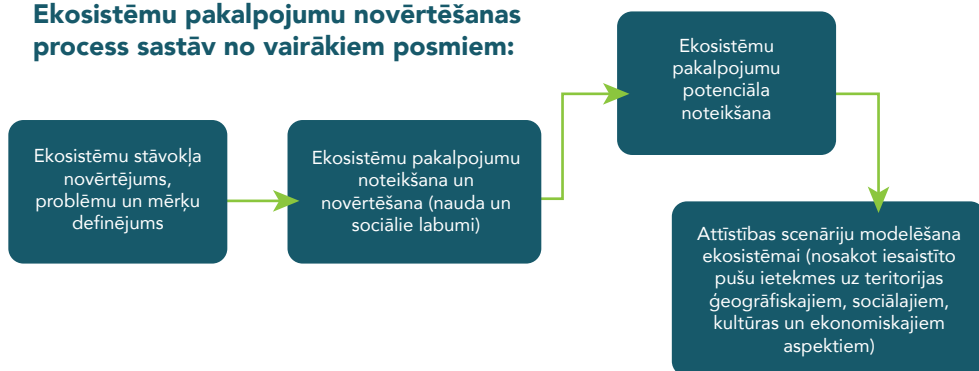 Ekosistēmu pakalpojumu novērtēšanas
process sastāv no vairākiem posmiem:
Ekosistēmu stāvokļa
novērtējums,
problēmu un mērķu
definējums
Ekosistēmu pakalpojumu
noteikšana un
novērtēšana (nauda un
sociālie labumi)
Ekosistēmu
pakalpojumu
potenciāla
noteikšana
Attīstības scenāriju modelēšana
ekosistēmai (nosakot iesaistīto
pušu ietekmes uz teritorijas
ģeogrāfiskajiem, sociālajiem,
kultūras un ekonomiskajiem
aspektiem)